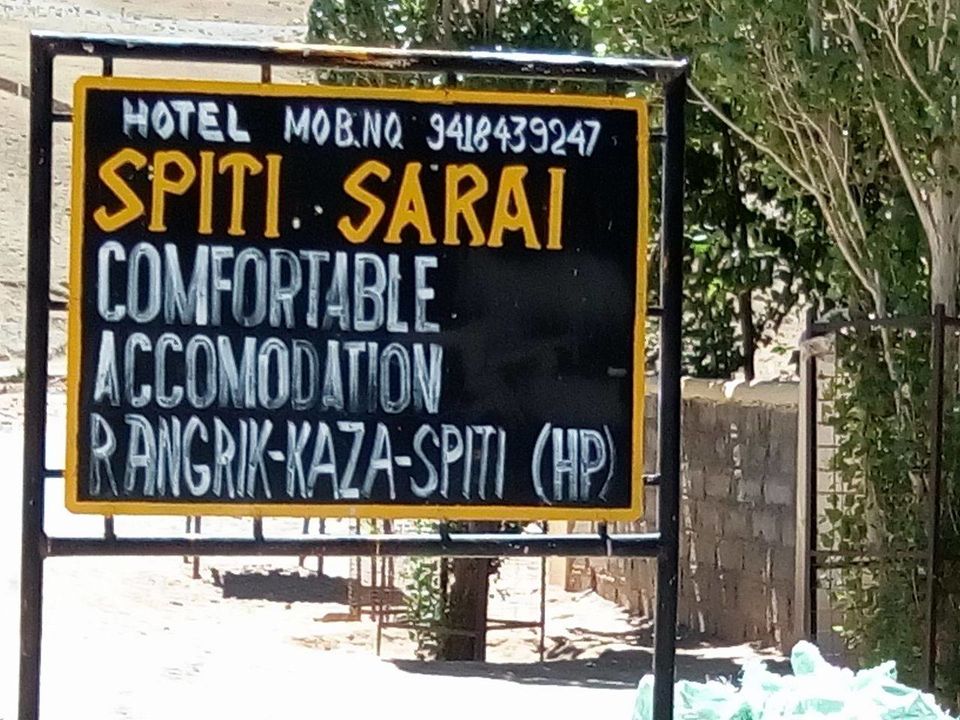 HOTEL MOB.NO. 9418439247
SPITI SARAI
COMFORTABLE
ACCOMODATION
RANGRIK-KAZA-SPITI (HP)